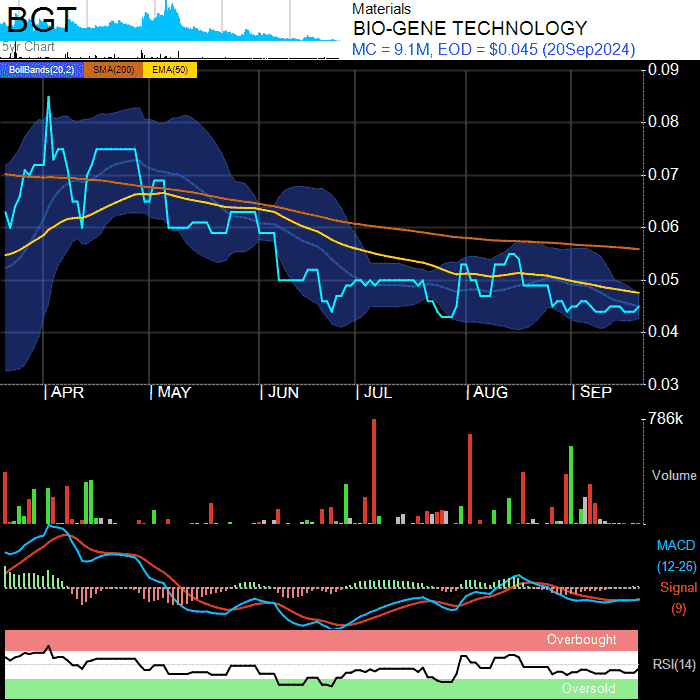 BGT
5yr Chart
Materials
BIO-GENE TECHNOLOGY
MC = 9.1M, EOD = $0.045 (20Sep2024)
BollBands(20,2) SMA(200) EMA(50)
0.09
0.08
0.07
0.06
0.05
0.04
0.03
APR MAY JUN JUL AUG SEP
786k
Volume
MACD
(12-26)
Signal
(9)
Overbought
RSI(14)
Oversold